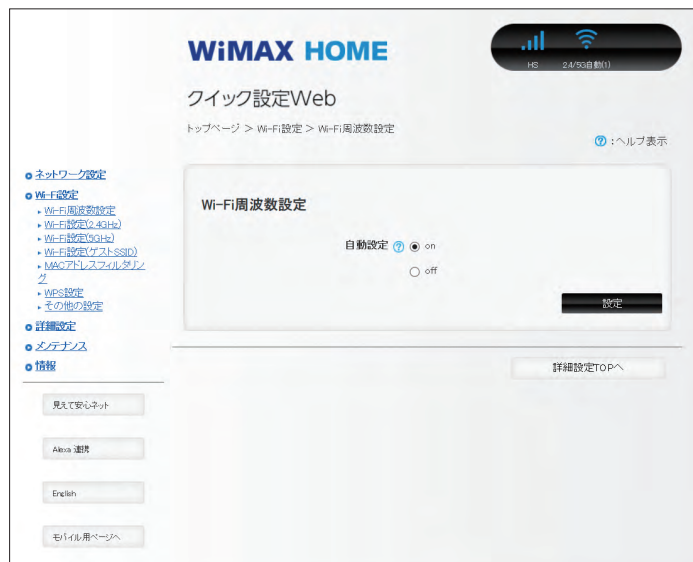 WiMAX HOME
HS 2.4/5G自動(1)
クイック設定Web
トップページ > Wi-Fi設定 > Wi-Fi周波数設定
? :ヘルプ表示
ネットワーク設定
Wi-Fi設定
Wi-Fi周波数設定
Wi-Fi設定(2.4GHz)
Wi-Fi設定(5GHz)
Wi-Fi設定(ゲストSSID)
MACアドレスフィルタリン
グ
WPS設定
その他の設定
詳細設定
メンテナンス
情報
見えて安心ネット
Alexa 連携
English
モバイル用ページへ
Wi-Fi周波数設定
自動設定 ? on
off
設定
詳細設定TOPへ